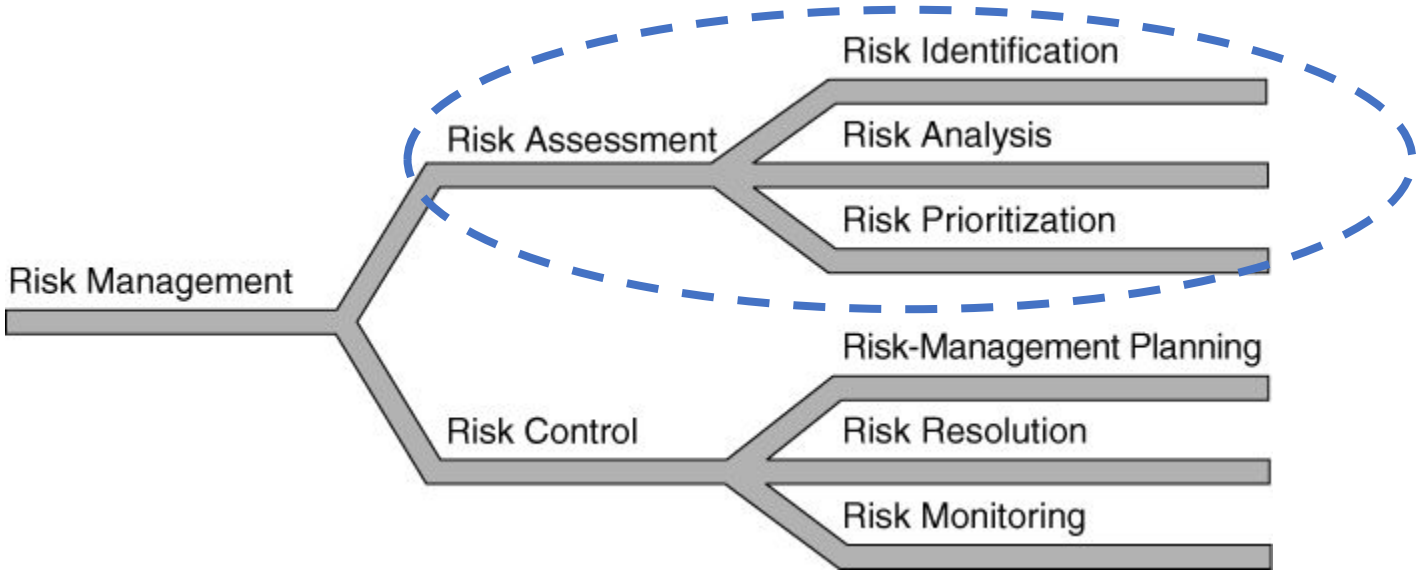 Risk Management
Risk Assessment
Risk Identification
Risk Analysis
Risk Prioritization
Risk Control
Risk-Management Planning
Risk Resolution
Risk Monitoring